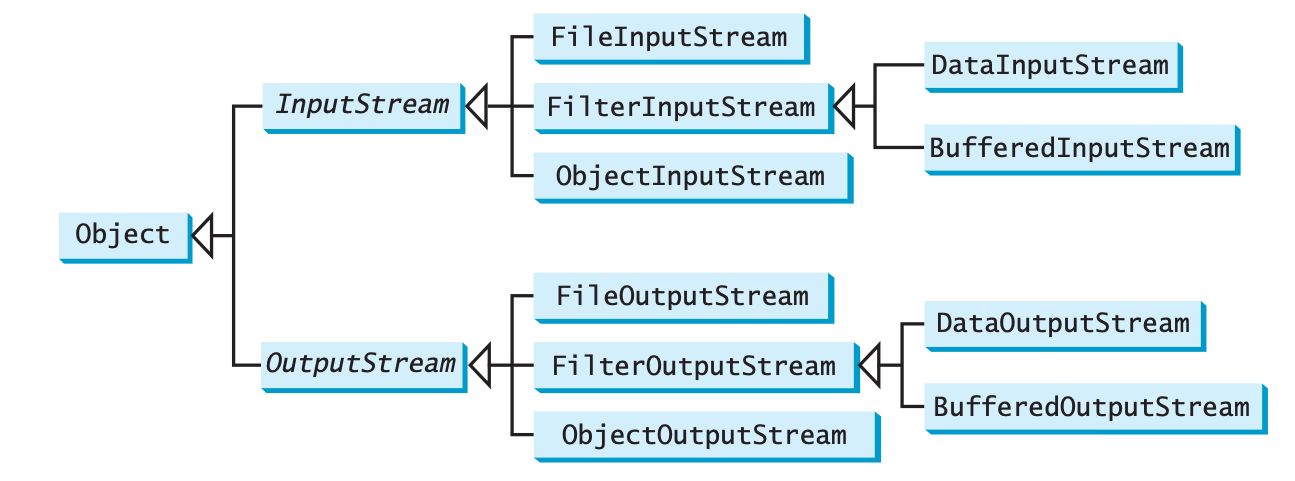 FileInputStream
DataInputStream
InputStream
FilterInputStream
BufferedInputStream
ObjectInputStream
Object
FileOutputStream
DataOutputStream
OutputStream
FilterOutputStream
BufferedOutputStream
ObjectOutputStream